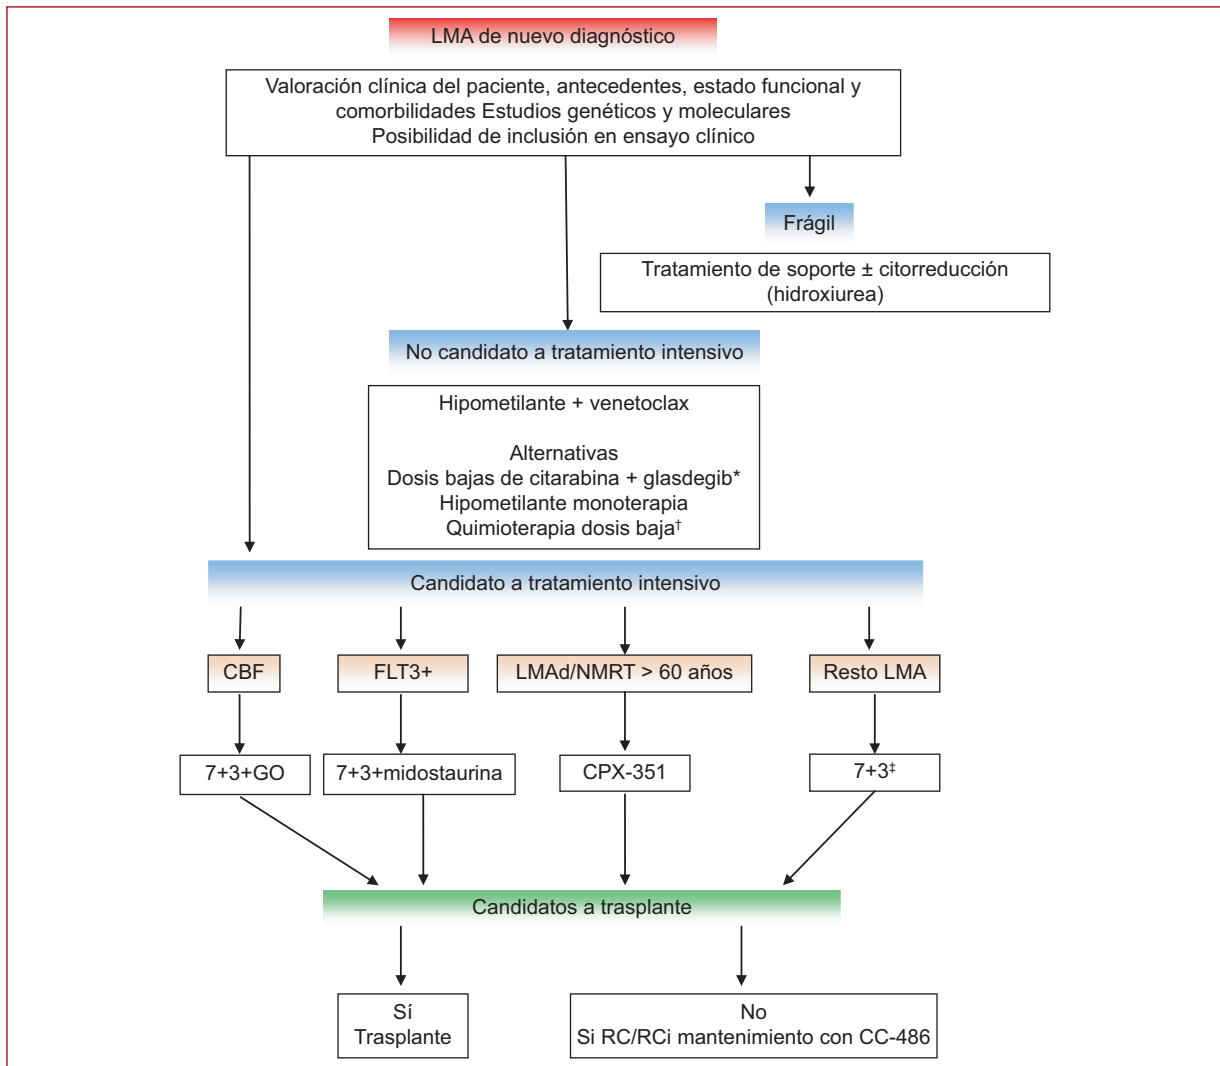 LMA de nuevo diagnóstico
Valoración clínica del paciente, antecedentes, estado funcional y
comorbilidades Estudios genéticos y moleculares
Posibilidad de inclusión en ensayo clínico
Frágil
Tratamiento de soporte ± citorreducción
(hidroxiurea)
No candidato a tratamiento intensivo
Hipometilante + venetoclax
Alternativas
Dosis bajas de citarabina + glasdegib*
Hipometilante monoterapia
Quimioterapia dosis baja†
Candidato a tratamiento intensivo
CBF
FLT3+
LMAd/NMRT > 60 años
Resto LMA
7+3+GO
7+3+midostaurina
CPX-351
7+3‡
Candidatos a trasplante
Sí
Trasplante
No
Si RC/RCi mantenimiento con CC-486